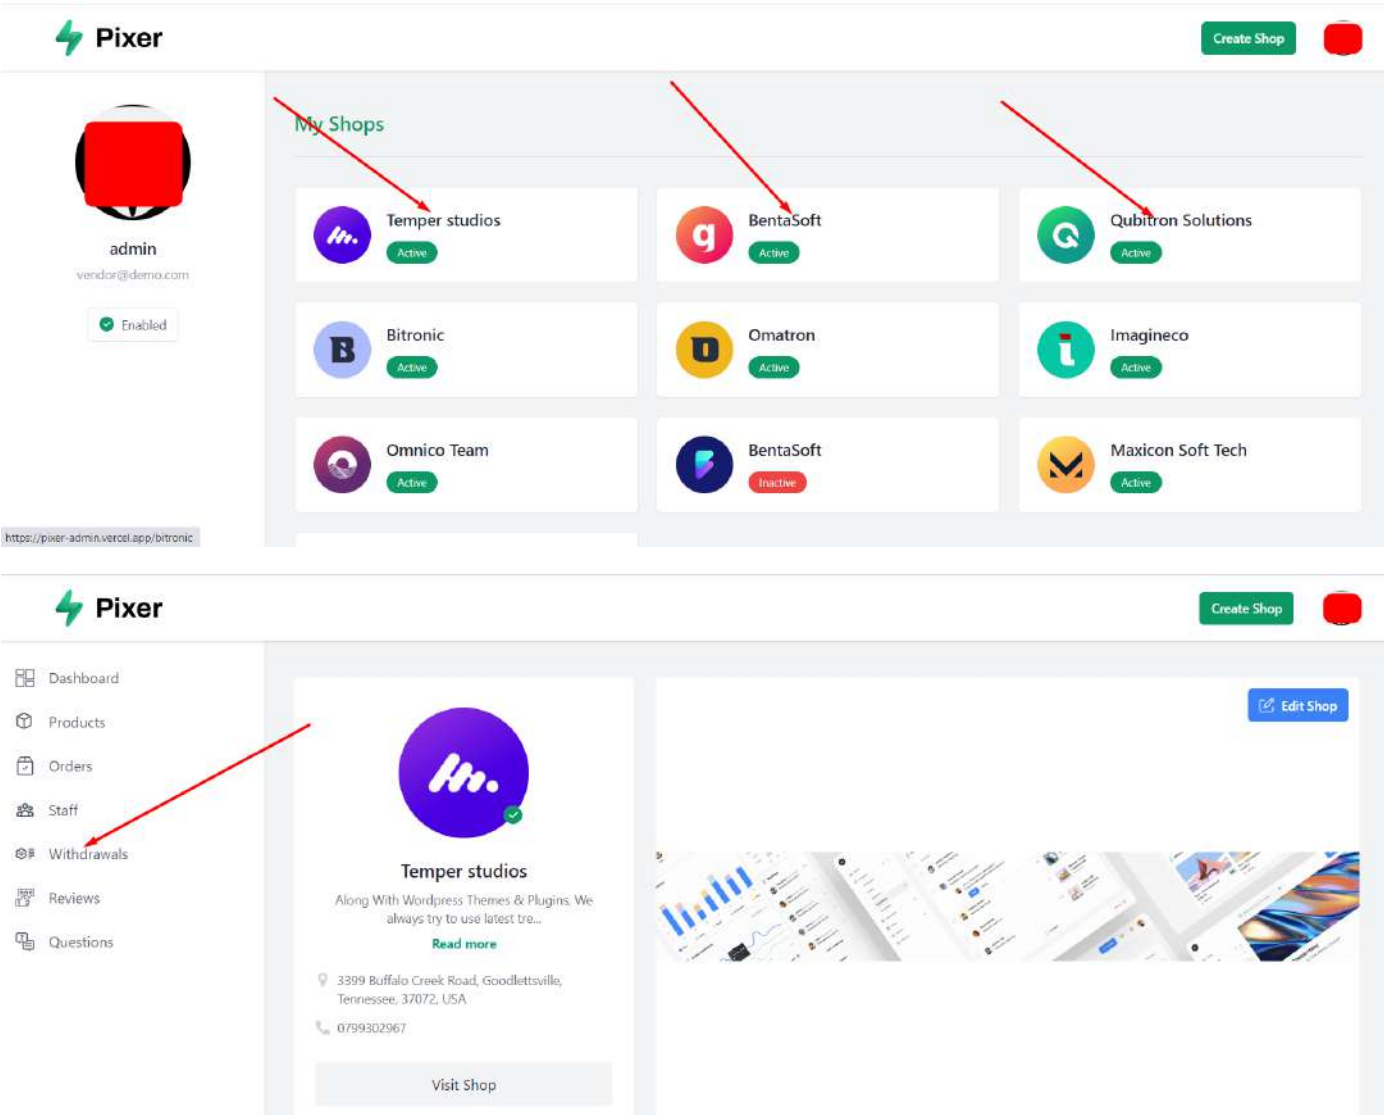 Pixer
Create Shop
admin
vendor@demo.com
Enabled
My Shops
Temper studios
Active
BentaSoft
Active
Qubitron Solutions
Active
Bitronic
Active
Omatron
Active
Imagineco
Active
Omnico Team
Active
BentaSoft
Inactive
Maxicon Soft Tech
Active
https://pixer-admin.vercel.app/bitronic
Pixer
Create Shop
Dashboard
Products
Orders
Staff
Withdrawals
Reviews
Questions
Temper studios
Along With Wordpress Themes & Plugins. We
always try to use latest tre...
Read more
3399 Buffalo Creek Road, Goodlettsville,
Tennessee, 37072, USA
0799302967
Visit Shop
Edit Shop